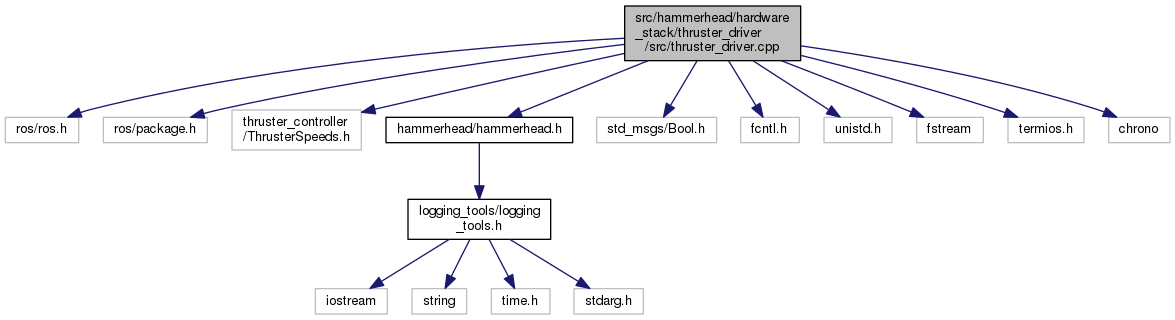 src/hammerhead/hardware
_stack/thruster_driver
/src/thruster_driver.cpp
ros/ros.h
ros/package.h
thruster_controller
/ThrusterSpeeds.h
hammerhead/hammerhead.h
std_msgs/Bool.h
fcntl.h
unistd.h
fstream
termios.h
chrono
logging_tools/logging
_tools.h
iostream
string
time.h
stdarg.h